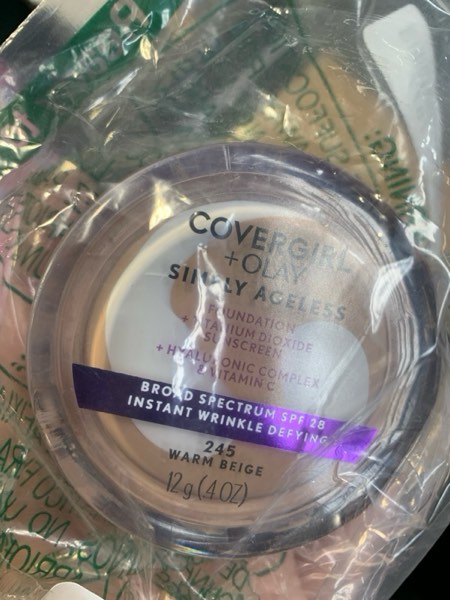 COVERGIRL
+ OLAY
SIMPLY AGELESS
FOUNDATION
+ TITANIUM DIOXIDE
SUNSCREEN
+ HYALURONIC COMPLEX
& VITAMIN C
BROAD SPECTRUM SPF 28
INSTANT WRINKLE DEFYING
245
WARM BEIGE
12 g (.4 OZ)